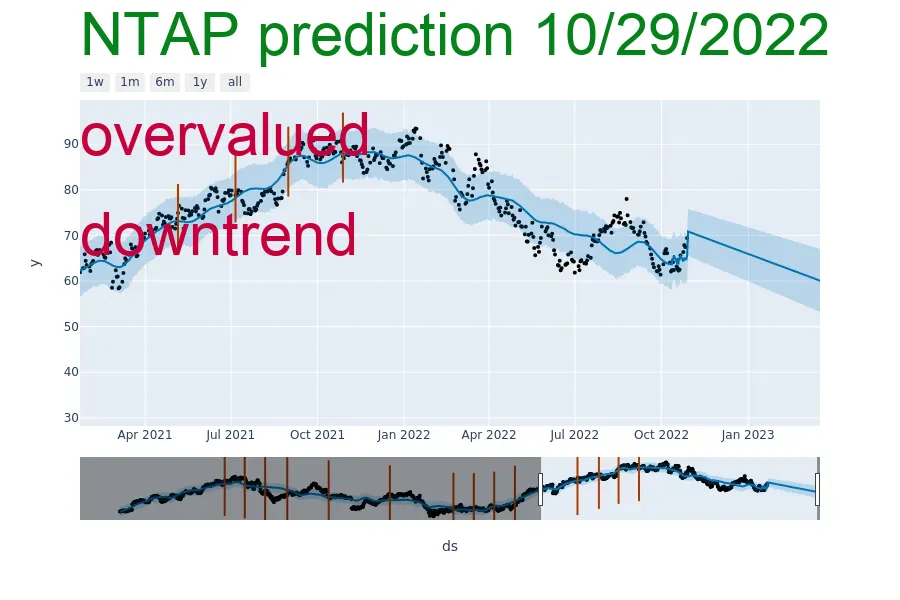 NTAP prediction 10/29/2022
1w 1m 6m 1y all
overvalued
downtrend
90
80
70
60
50
40
30
y
Apr 2021 Jul 2021 Oct 2021 Jan 2022 Apr 2022 Jul 2022 Oct 2022 Jan 2023
ds